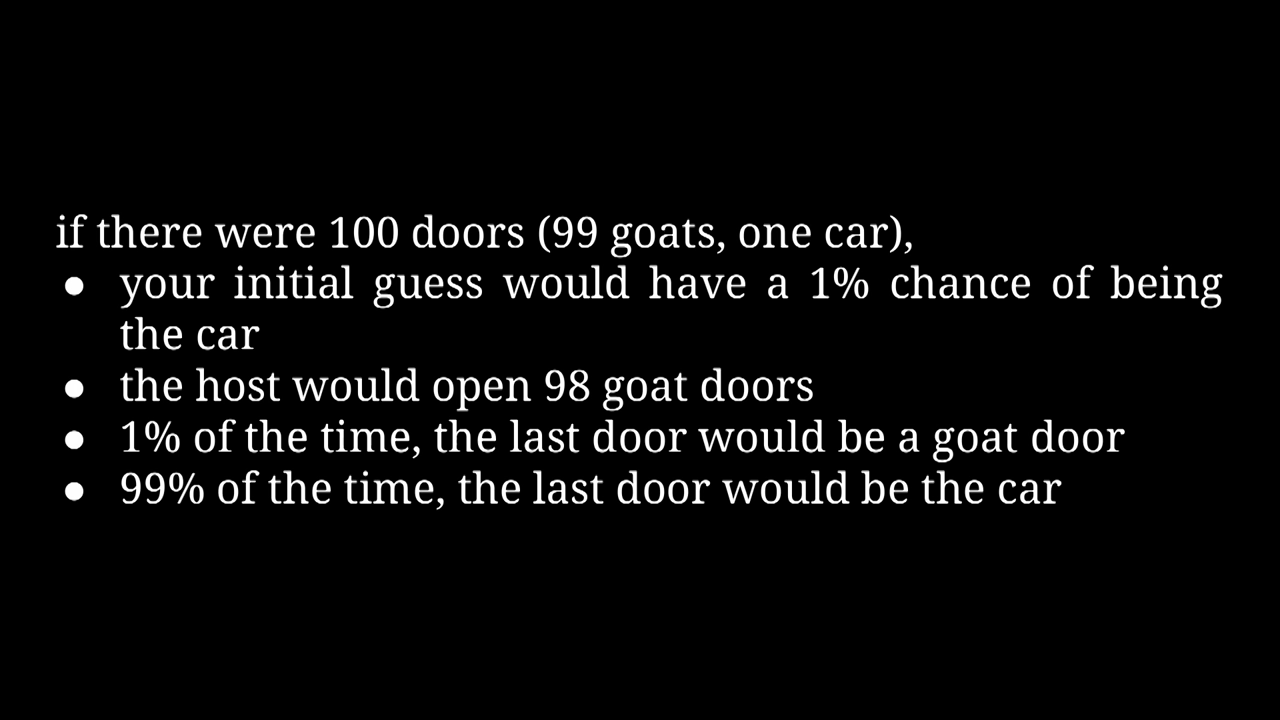 if there were 100 doors (99 goats, one car),
● your initial guess would have a 1% chance of being
the car
● the host would open 98 goat doors
● 1% of the time, the last door would be a goat door
● 99% of the time, the last door would be the car